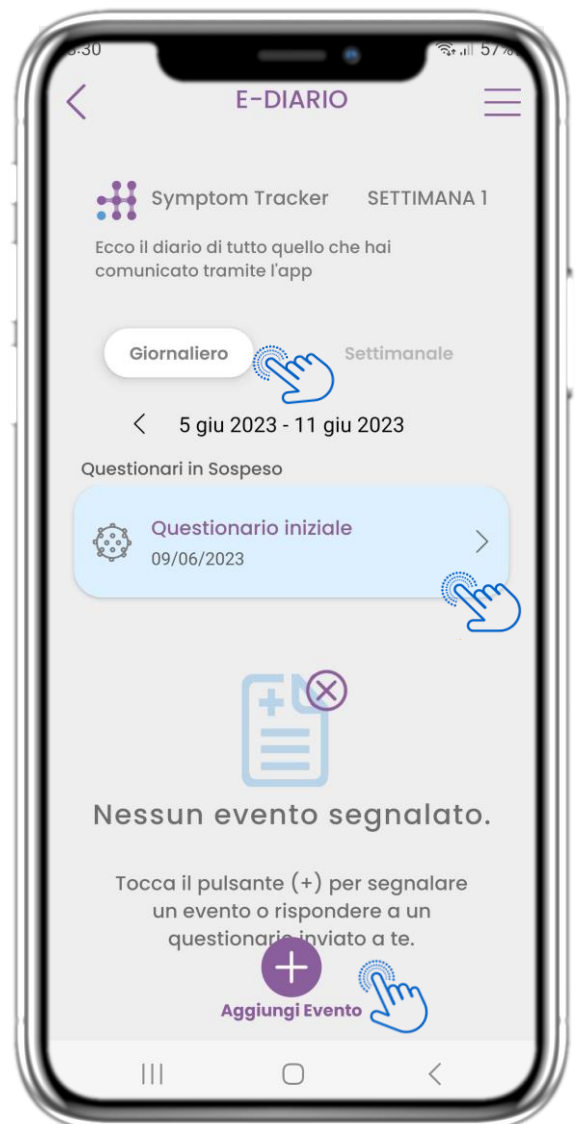 57%
E-DIARIO
Symptom Tracker SETTIMANA 1
Ecco il diario di tutto quello che hai
comunicato tramite l'app
Giornaliero Settimanale
5 giu 2023 - 11 giu 2023
Questionari in Sospeso
Questionario iniziale
09/06/2023
Nessun evento segnalato.
Tocca il pulsante (+) per segnalare
un evento o rispondere a un
questionario inviato a te.
Aggiungi Evento